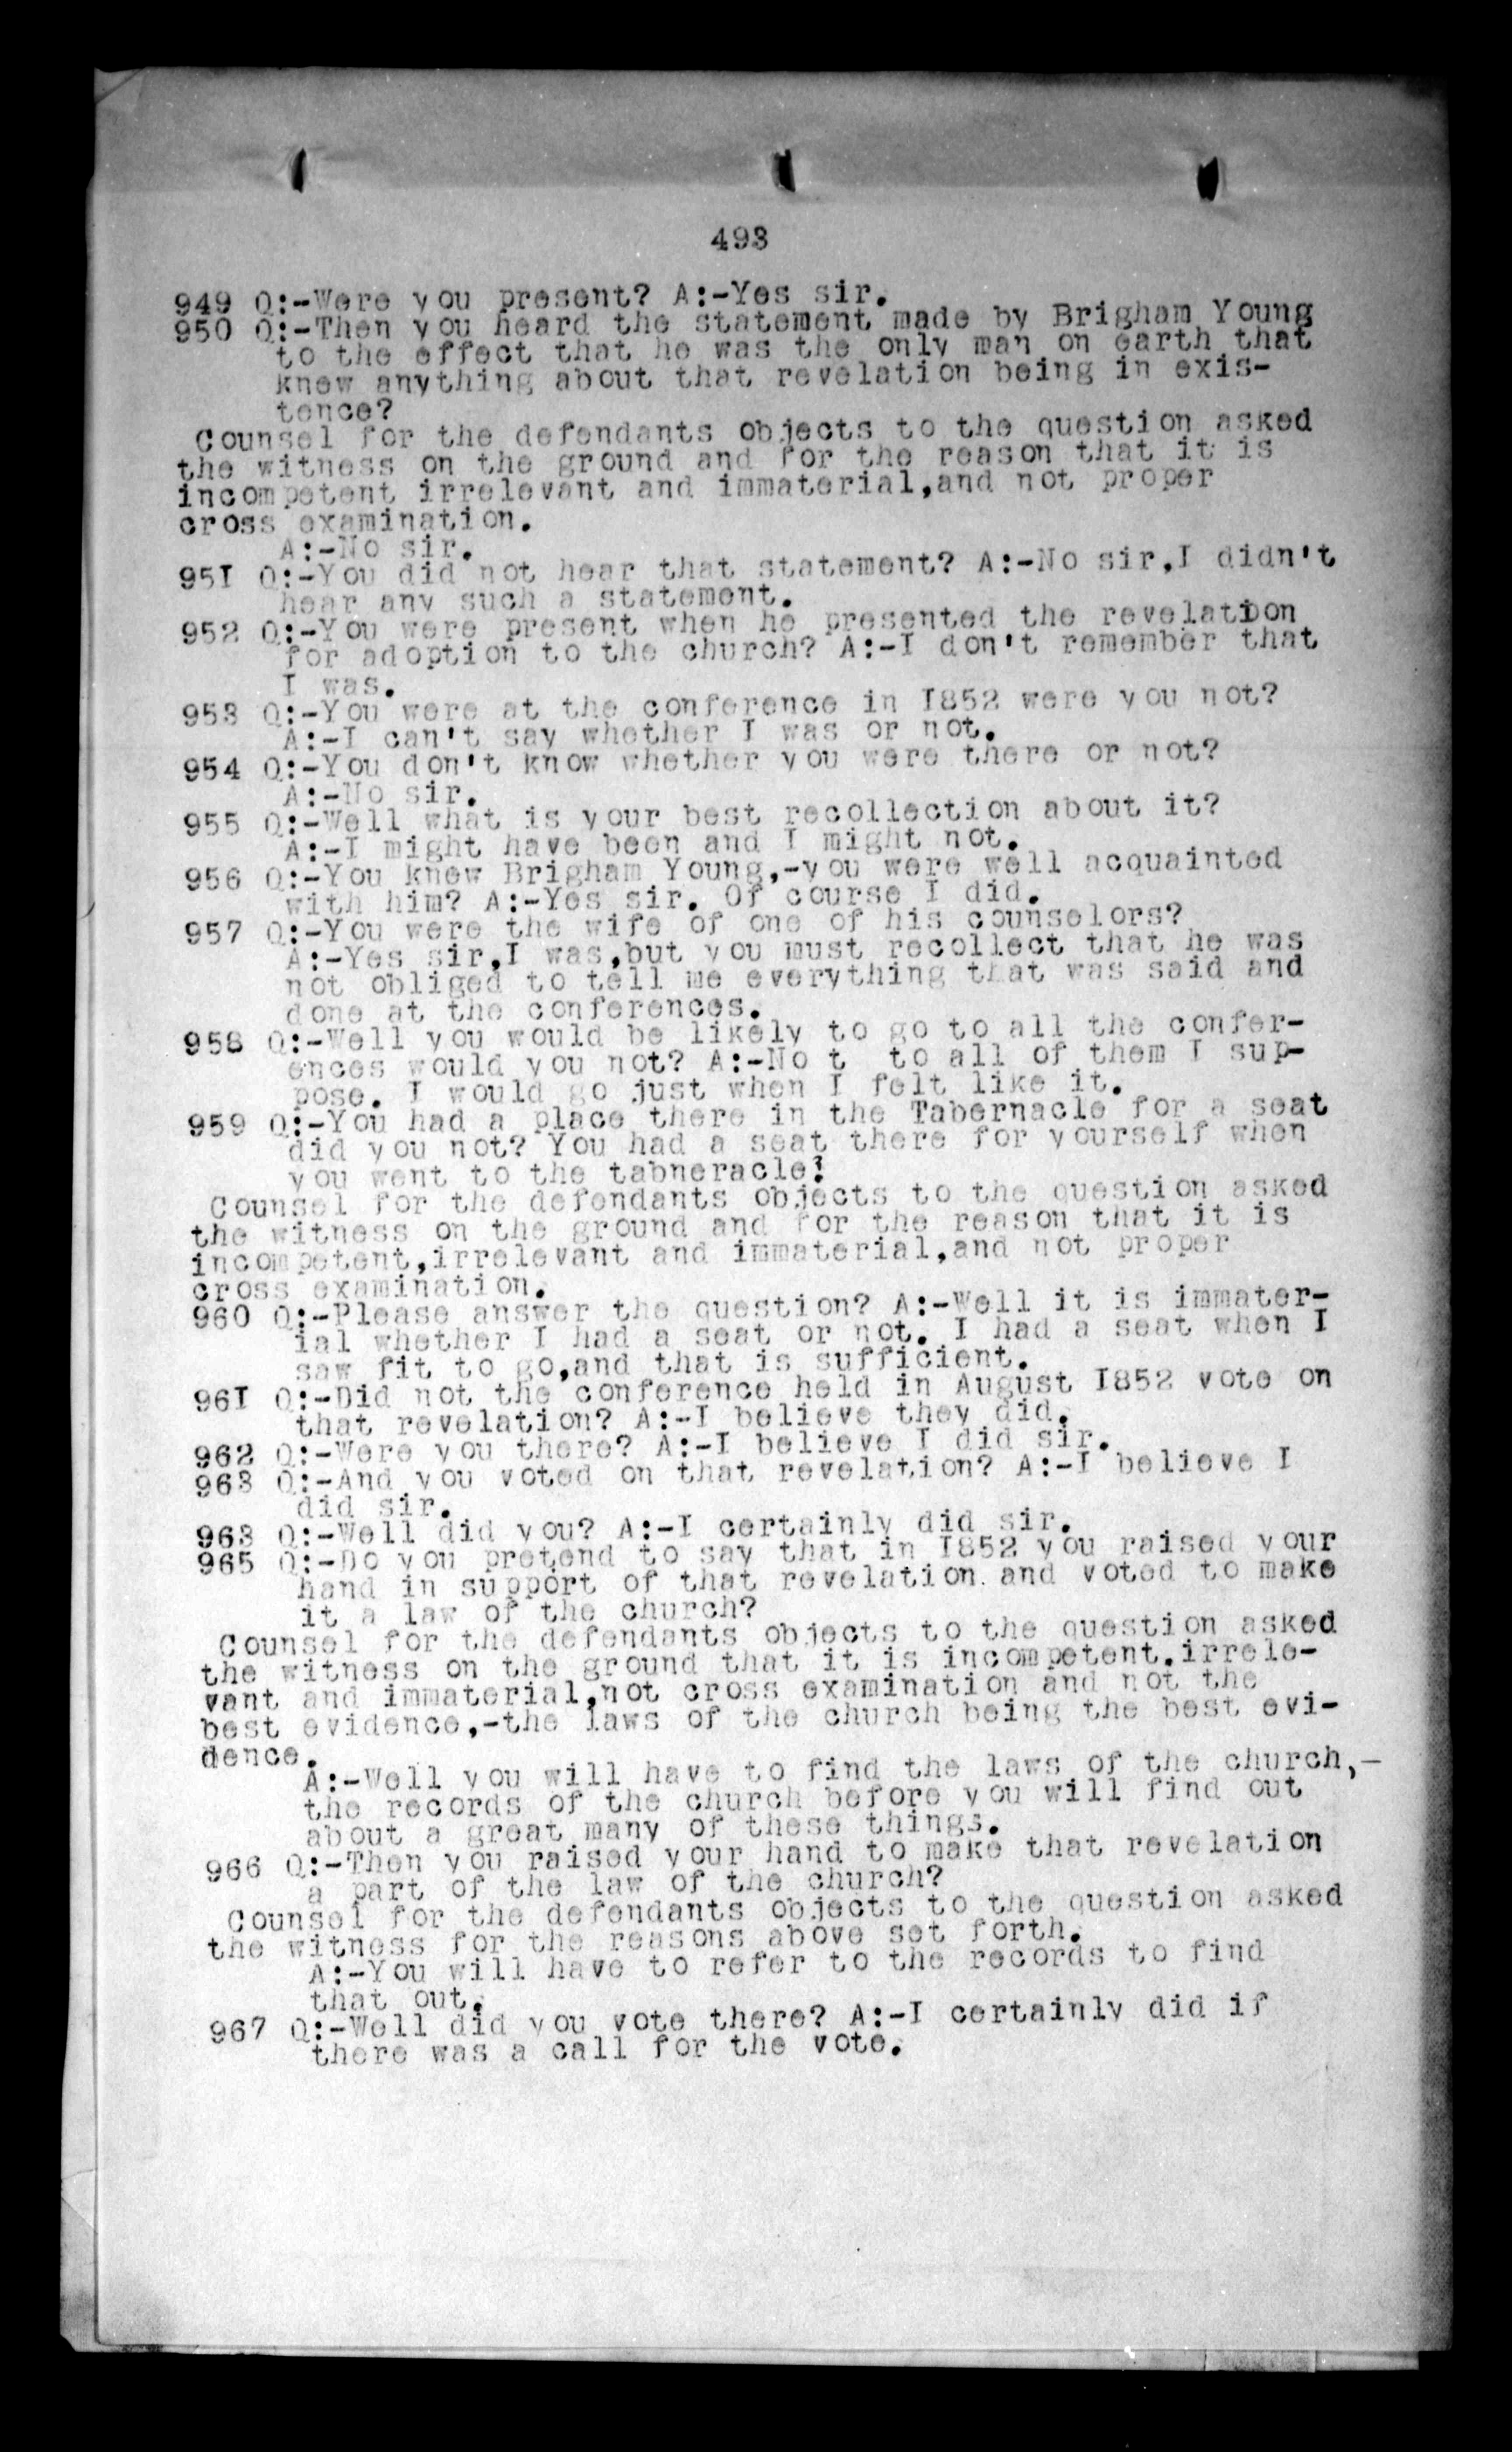 493
949 Q:-Were you present? A:-Yes sir.
950 Q:-Then you heard the statement made by Brigham Young
to the effect that he was the only man on earth that
knew anything about that revelation being in exis-
tence?
Counsel for the defendants objects to the question asked
the witness on the ground and for the reason that it is
incompetent irrelevant and immaterial,and not proper
cross examination.
A:-No sir.
951 Q:-You did not hear that statement? A:-No sir,I didn't
hear any such a statement.
952 Q:-You were present when he presented the revelation
for adoption to the church? A:-I don't remember that
I was.
953 Q:-You were at the conference in 1852 were you not?
A:-I can't say whether I was or not.
954 Q:-You don't know whether you were there or not?
A:-No sir.
955 Q:-Well what is your best recollection about it?
A:-I might have been and I might not.
956 Q:-You knew Brigham Young,-you were well acquainted
with him? A:-Yes sir. Of course I did.
957 Q:-You were the wife of one of his counselors?
A:-Yes sir,I was,but you must recollect that he was
not obliged to tell me everything that was said and
done at the conferences.
958 Q:-Well you would be likely to go to all the confer-
ences would you not? A:-No t to all of them I sup-
pose. I would go just when I felt like it.
959 Q:-You had a place there in the Tabernacle for a seat
did you not? You had a seat there for yourself when
you went to the tabneracle?
Counsel for the defendants objects to the question asked
the witness on the ground and for the reason that it is
incompetent,irrelevant and immaterial,and not proper
cross examination.
960 Q:-Please answer the question? A:-Well it is immater-
ial whether I had a seat or not. I had a seat when I
saw fit to go,and that is sufficient.
961 Q:-Did not the conference held in August 1852 vote on
that revelation? A:-I believe they did.
962 Q:-Were you there? A:-I believe I did sir.
963 Q:-And you voted on that revelation? A:-I believe I
did sir.
963 Q:-Well did you? A:-I certainly did sir.
965 Q:-Do you pretend to say that in 1852 you raised your
hand in support of that revelation and voted to make
it a law of the church?
Counsel for the defendants objects to the question asked
the witness on the ground that it is incompetent,irrele-
vant and immaterial,not cross examination and not the
best evidence,-the laws of the church being the best evi-
dence.
A:-Well you will have to find the laws of the church,-
the records of the church before you will find out
about a great many of these things.
966 Q:-Then you raised your hand to make that revelation
a part of the law of the church?
Counsel for the defendants objects to the question asked
the witness for the reasons above set forth.
A:-You will have to refer to the records to find
that out.
967 Q:-Well did you vote there? A:-I certainly did if
there was a call for the vote.